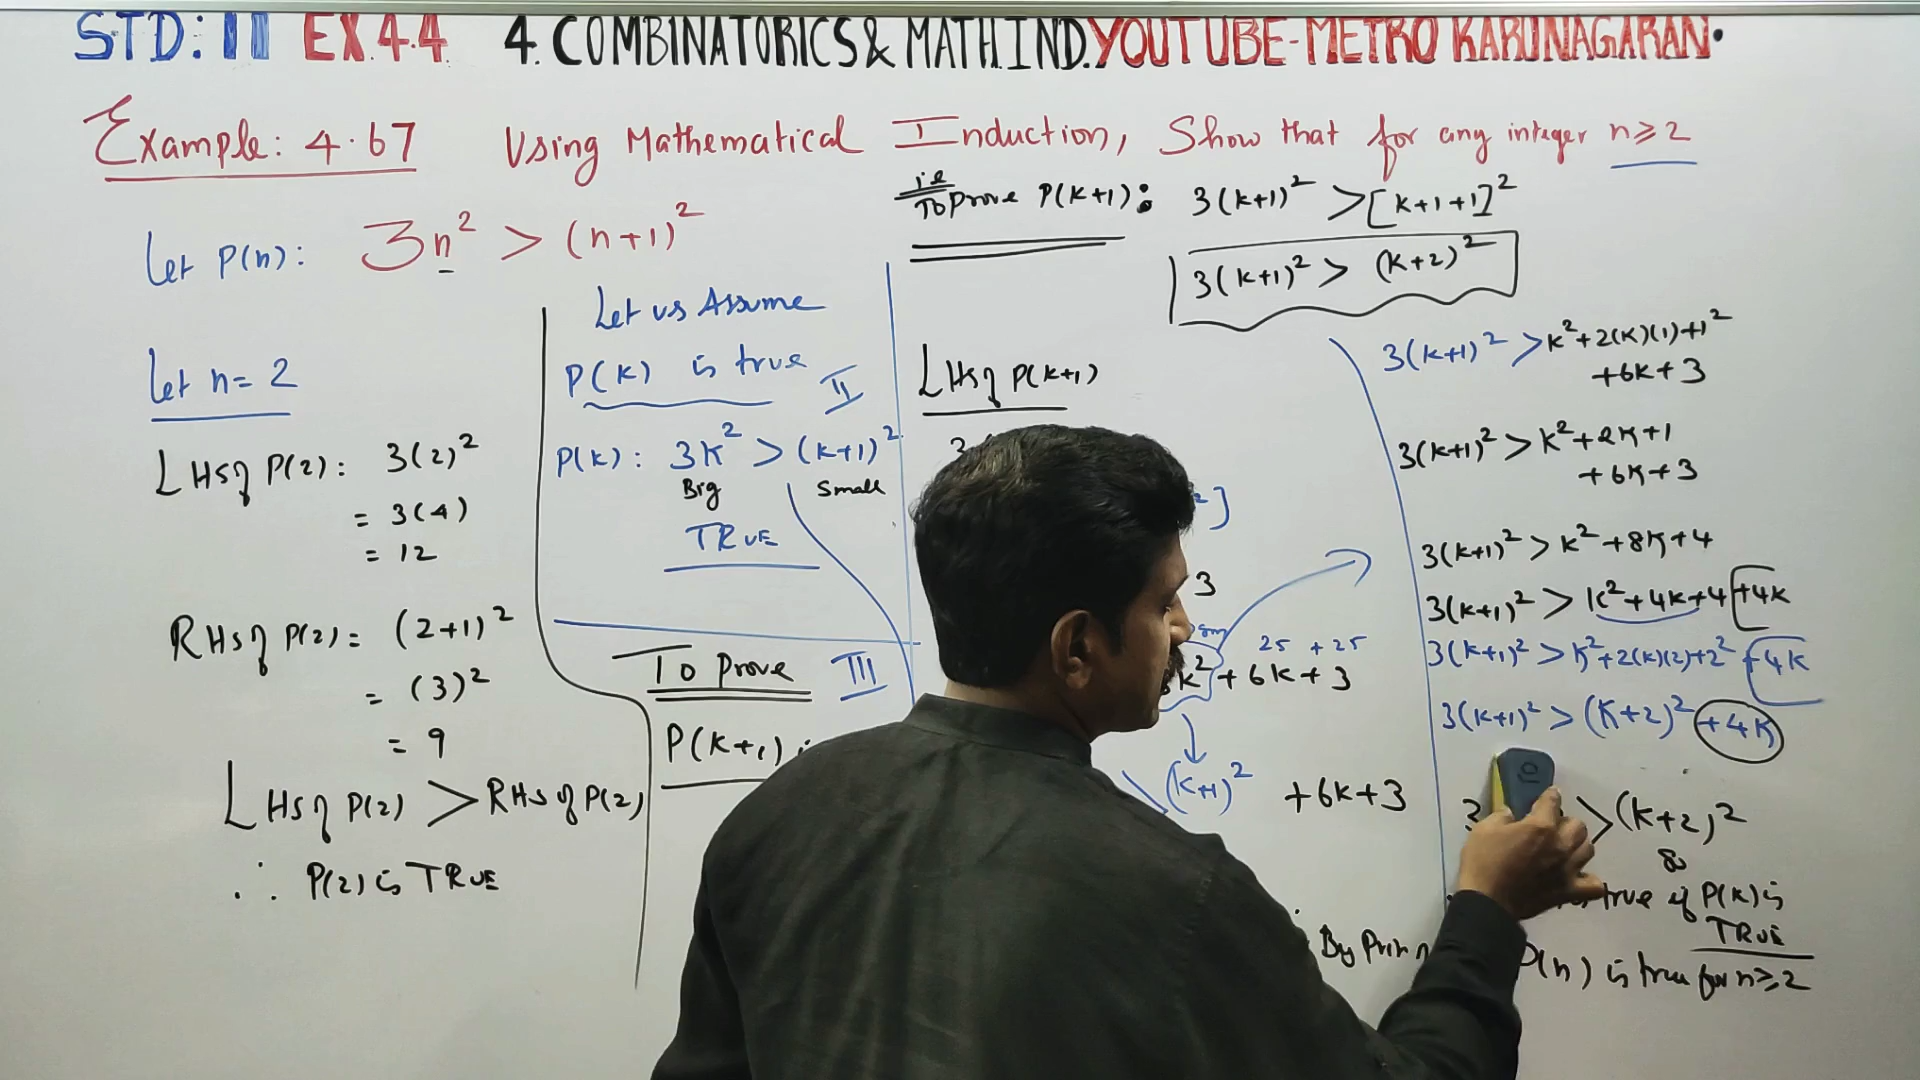 STD: 11 EX 4.4 4. COMBINATORICS & MATH.IND. YOUTUBE-METRO KARUNAGARAN.
Example: 4.67 Using Mathematical Induction, Show that for any integer n≥2
Let P(n): 3n² > (n+1)²
Let n=2
LHS of P(2): 3(2)²
= 3(4)
= 12
RHS of P(2) = (2+1)²
= (3)²
= 9
LHS of P(2) > RHS of P(2)
∴ P(2) is TRUE
Let us Assume
P(k) is true II
P(k): 3k² > (k+1)²
Big Small
TRUE
To prove III
P(k+1)
ie
To prove P(k+1): 3(k+1)² > [k+1+1]²
3(k+1)² > (k+2)²
LHS of P(k+1)
3
]
3
25 + 25
k² + 6k + 3
(k+1)² + 6k + 3
3(k+1)² > k² + 2(k)(1) + 1²
+ 6k + 3
3(k+1)² > k² + 2k + 1
+ 6k + 3
3(k+1)² > k² + 8k + 4
3(k+1)² > k² + 4k + 4 + 4k
3(k+1)² > k² + 2(k)(2) + 2² + 4k
3(k+1)² > (k+2)² + 4k
3 > (k+2)²
true if P(k) is
TRUE
By Prin P(n) is true for n≥2